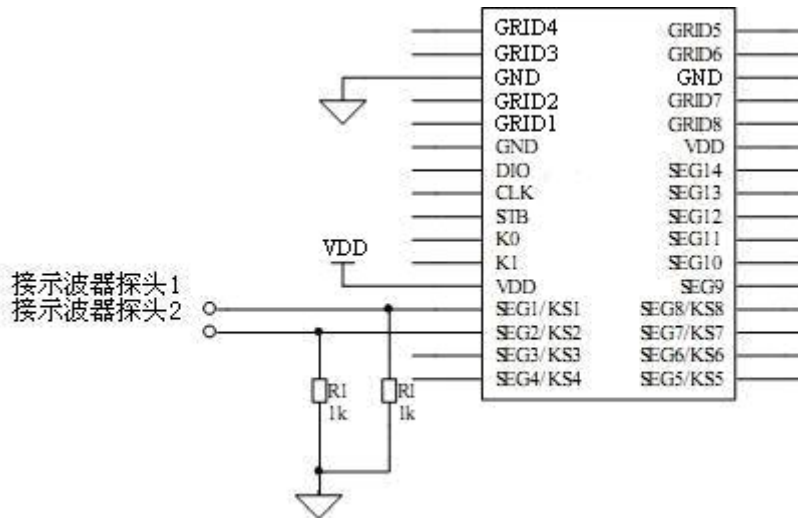 GRID4 GRID5
GRID3 GRID6
GND GND
GRID2 GRID7
GRID1 GRID8
GND VDD
DIO SEG14
CLK SEG13
STB SEG12
VDD K0 SEG11
K1 SEG10
接示波器探头1 VDD SEG9
接示波器探头2 SEG1/KS1 SEG8/KS8
SEG2/KS2 SEG7/KS7
SEG3/KS3 SEG6/KS6
SEG4/KS4 SEG5/KS5
R1 R1
1k 1k